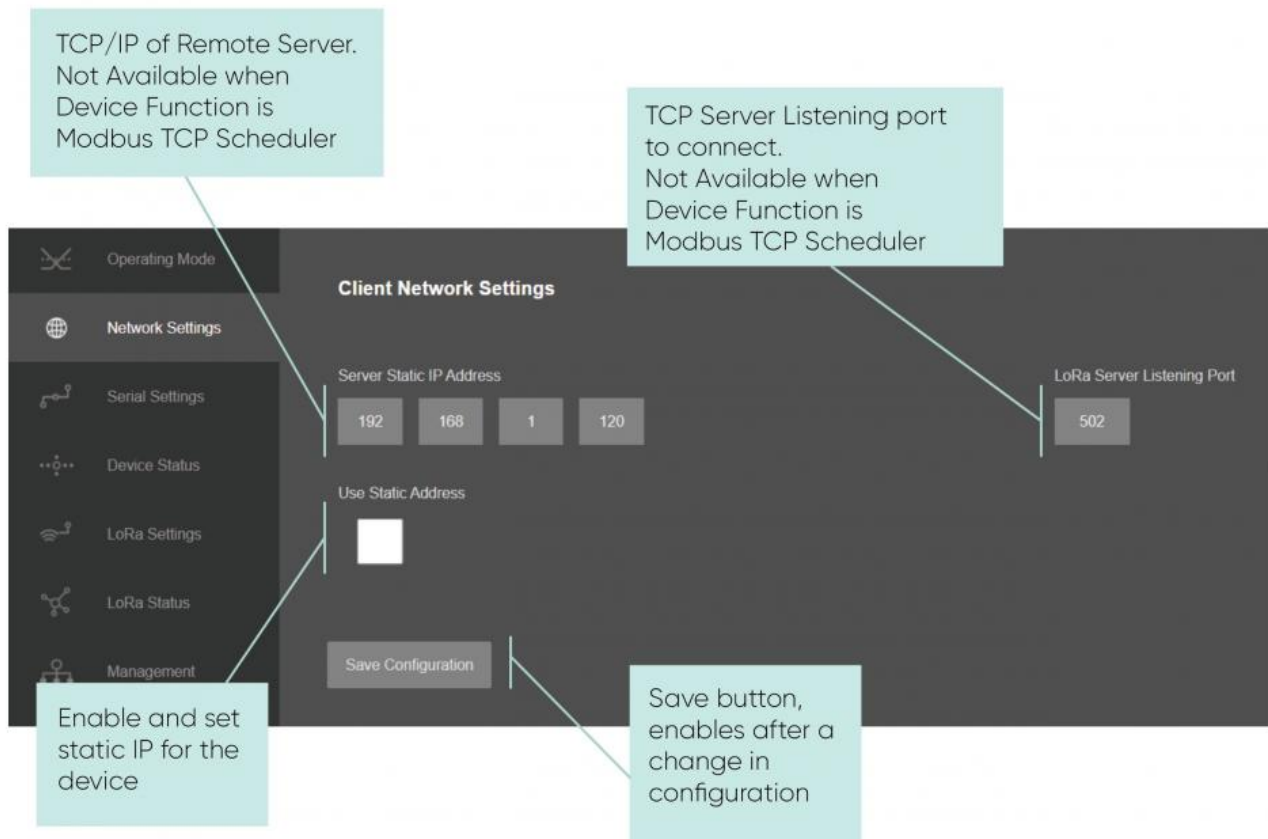 TCP/IP of Remote Server.
Not Available when
Device Function is
Modbus TCP Scheduler
TCP Server Listening port
to connect.
Not Available when
Device Function is
Modbus TCP Scheduler
Operating Mode
Network Settings
Serial Settings
Device Status
LoRa Settings
LoRa Status
Management
Client Network Settings
Server Static IP Address
192 168 1 120
LoRa Server Listening Port
502
Use Static Address
Save Configuration
Enable and set
static IP for the
device
Save button,
enables after a
change in
configuration